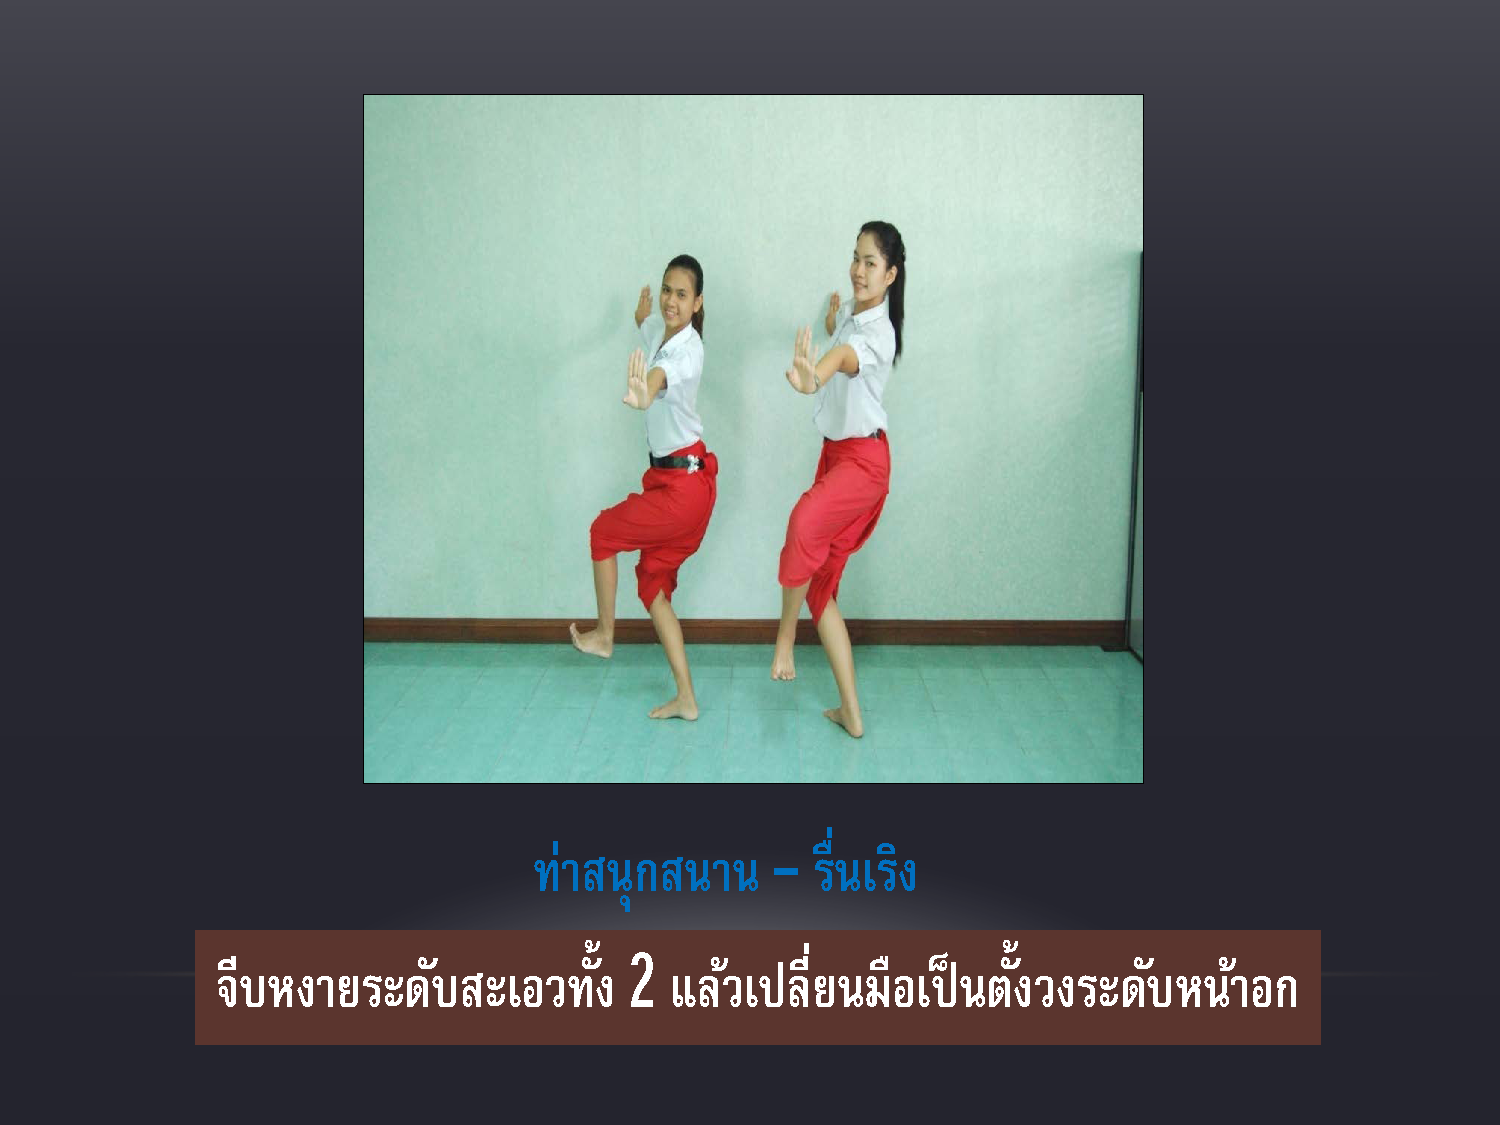 ท่าสนุกสนาน – รื่นเริง
จีบหงายระดับสะเอวทั้ง 2 แล้วเปลี่ยนมือเป็นตั้งวงระดับหน้าอก